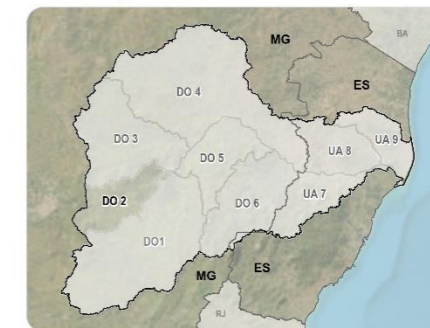 MG
BA
ES
DO 4
DO 3
DO 5
UA 8
UA 9
DO 2
DO 6
UA 7
DO1
MG
ES
RJ